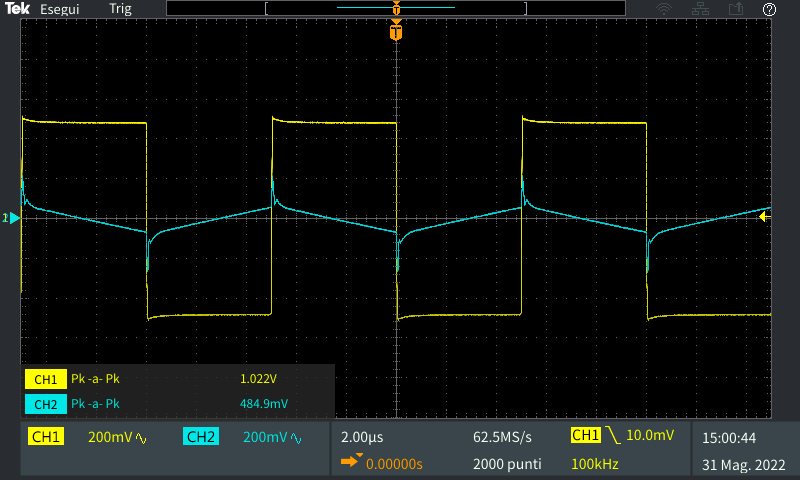 Tek Esegui Trig T
T
CH1 Pk -a- Pk 1.022V
CH2 Pk -a- Pk 484.9mV
CH1 200mV CH2 200mV 2.00µs 62.5MS/s CH1 10.0mV 15:00:44
0.00000s 2000 punti 100kHz 31 Mag. 2022